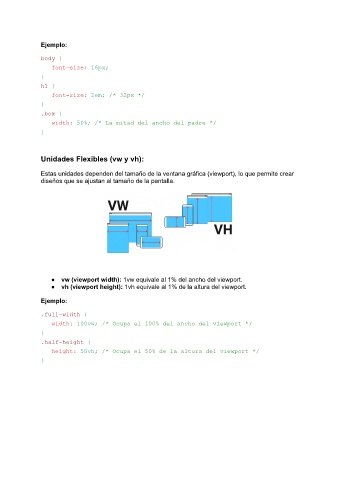 Ejemplo:
body {
font-size: 16px;
}
h1 {
font-size: 2em; /* 32px */
}
.box {
width: 50%; /* La mitad del ancho del padre */
}
Unidades Flexibles (vw y vh):
Estas unidades dependen del tamaño de la ventana gráfica (viewport), lo que permite crear
diseños que se ajustan al tamaño de la pantalla.
VW
VH
● vw (viewport width): 1vw equivale al 1% del ancho del viewport.
● vh (viewport height): 1vh equivale al 1% de la altura del viewport.
Ejemplo:
.full-width {
width: 100vw; /* Ocupa el 100% del ancho del viewport */
}
.half-height {
height: 50vh; /* Ocupa el 50% de la altura del viewport */
}